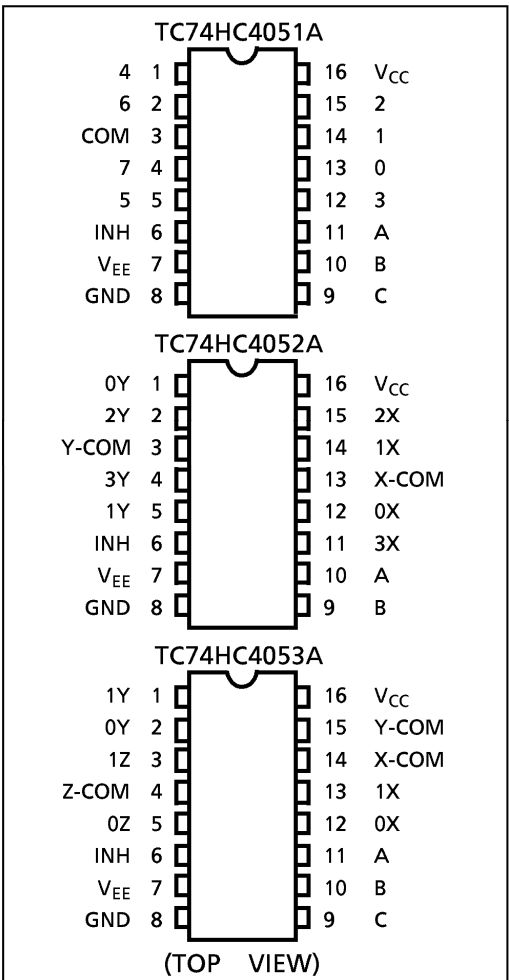 TC74HC4051A
4 1 16 VCC
6 2 15 2
COM 3 14 1
7 4 13 0
5 5 12 3
INH 6 11 A
VEE 7 10 B
GND 8 9 C
TC74HC4052A
0Y 1 16 VCC
2Y 2 15 2X
Y-COM 3 14 1X
3Y 4 13 X-COM
1Y 5 12 0X
INH 6 11 3X
VEE 7 10 A
GND 8 9 B
TC74HC4053A
1Y 1 16 VCC
0Y 2 15 Y-COM
1Z 3 14 X-COM
Z-COM 4 13 1X
0Z 5 12 0X
INH 6 11 A
VEE 7 10 B
GND 8 9 C
(TOP VIEW)